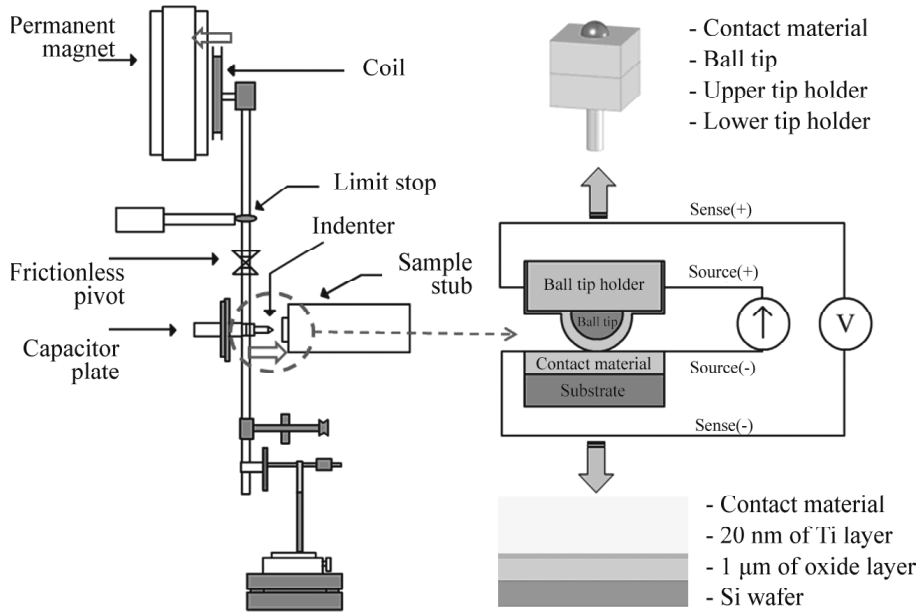 Permanent
magnet
Coil
Limit stop
Indenter
Frictionless
pivot
Sample
stub
Capacitor
plate
- Contact material
- Ball tip
- Upper tip holder
- Lower tip holder
Sense(+)
Ball tip holder
Source(+)
Ball tip
V
Contact material
Source(-)
Substrate
Sense(-)
- Contact material
- 20 nm of Ti layer
- 1 μm of oxide layer
- Si wafer